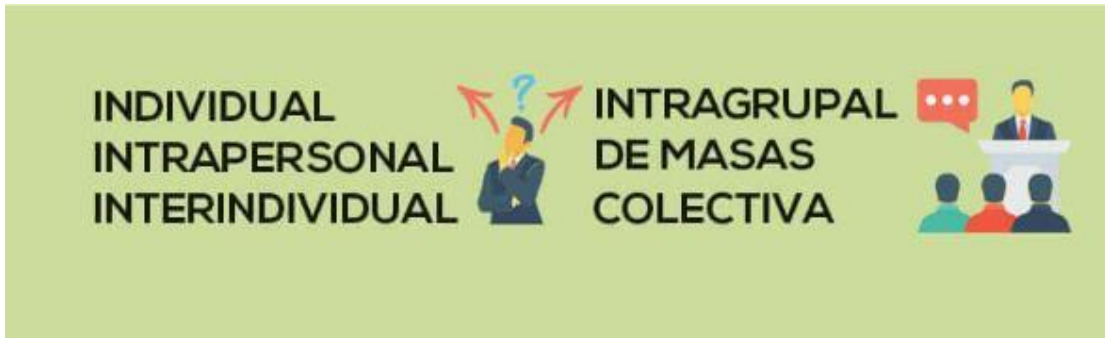 INDIVIDUAL
INTRAPERSONAL
INTERINDIVIDUAL
?
INTRAGRUPAL
DE MASAS
COLECTIVA